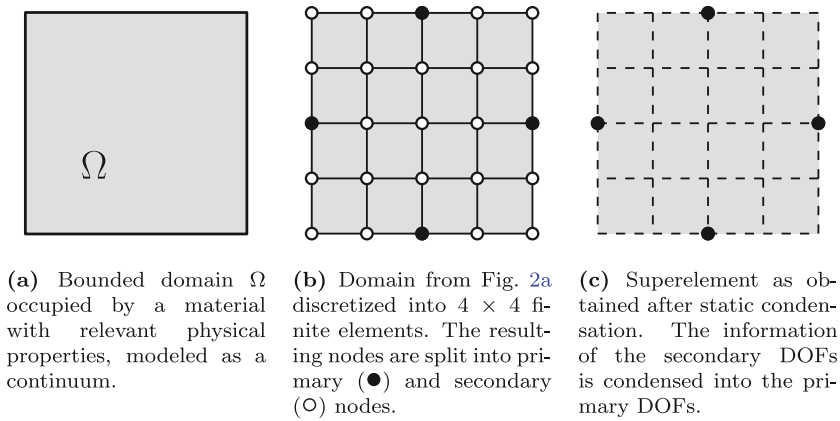 Ω
(a) Bounded domain Ω
occupied by a material
with relevant physical
properties, modeled as a
continuum.
(b) Domain from Fig. 2a
discretized into 4 × 4 fi-
nite elements. The result-
ing nodes are split into pri-
mary (●) and secondary
(○) nodes.
(c) Superelement as ob-
tained after static conden-
sation. The information
of the secondary DOFs
is condensed into the pri-
mary DOFs.